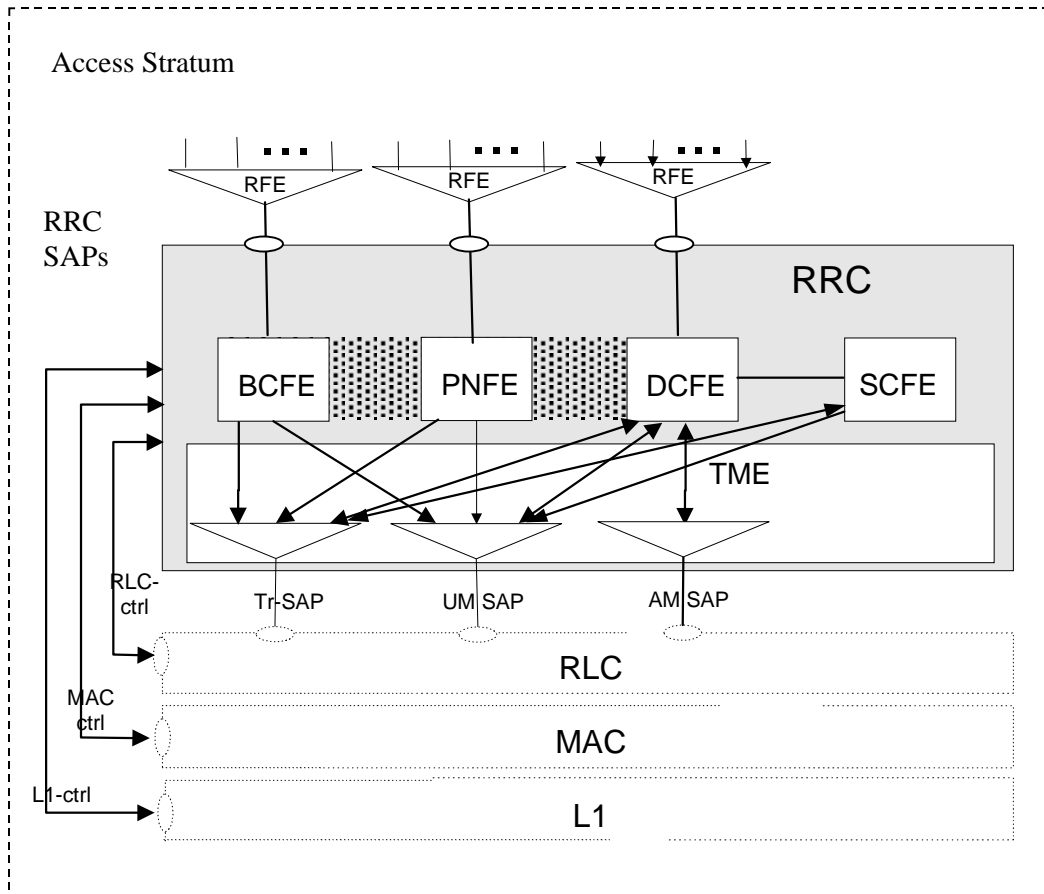 Access Stratum
RFE
RFE
RFE
RRC
SAPs
RRC
BCFE
PNFE
DCFE
SCFE
TME
RLC-
ctrl
Tr-SAP
UM SAP
AM SAP
RLC
MAC
ctrl
MAC
L1-ctrl
L1